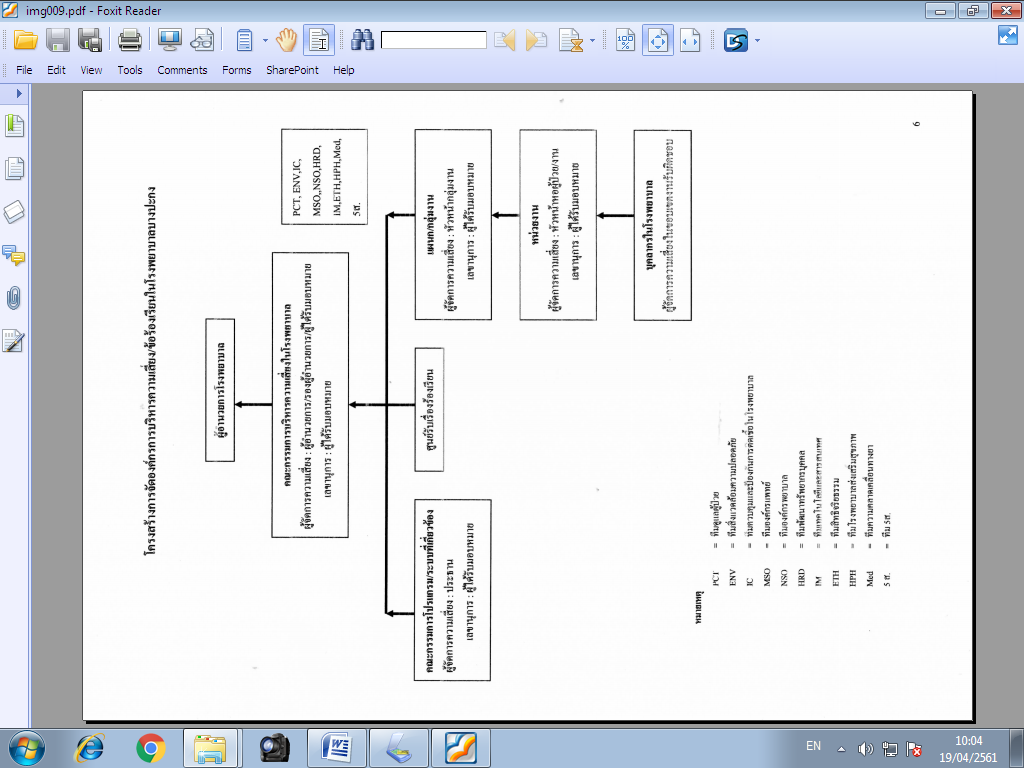 img009.pdf - Foxit Reader
File Edit View Tools Comments Forms SharePoint Help
100%
6
โครงสร้างการจัดองค์กรการบริหารความเสี่ยง/ข้อร้องเรียนในโรงพยาบาลบางปะกง
ผู้อำนวยการโรงพยาบาล
คณะกรรมการบริหารความเสี่ยงในโรงพยาบาล
ผู้จัดการความเสี่ยง : ผู้อำนวยการ/รองผู้อำนวยการ/ผู้ได้รับมอบหมาย
เลขานุการ : ผู้ได้รับมอบหมาย
PCT, ENV,IC,
MSO,,NSO,HRD,
IM,ETH,HPH,Med,
5ส.
คณะกรรมการโปรแกรม/ระบบที่เกี่ยวข้อง
ผู้จัดการความเสี่ยง : ประธาน
เลขานุการ : ผู้ได้รับมอบหมาย
ศูนย์รับเรื่องร้องเรียน
แผนก/กลุ่มงาน
ผู้จัดการความเสี่ยง : หัวหน้ากลุ่มงาน
เลขานุการ : ผู้ได้รับมอบหมาย
หน่วยงาน
ผู้จัดการความเสี่ยง : หัวหน้าหอผู้ป่วย/งาน
เลขานุการ : ผู้ได้รับมอบหมาย
บุคลากรในโรงพยาบาล
ผู้จัดการความเสี่ยงในขอบเขตงานรับผิดชอบ
หมายเหตุ
PCT = ทีมดูแลผู้ป่วย
ENV = ทีมสิ่งแวดล้อมความปลอดภัย
IC = ทีมควบคุมและป้องกันการติดเชื้อในโรงพยาบาล
MSO = ทีมองค์กรแพทย์
NSO = ทีมองค์กรพยาบาล
HRD = ทีมพัฒนาทรัพยากรบุคคล
IM = ทีมเทคโนโลยีและสารสนเทศ
ETH = ทีมสิทธิจริยธรรม
HPH = ทีมโรงพยาบาลส่งเสริมสุขภาพ
Med = ทีมความคลาดเคลื่อนทางยา
5 ส. = ทีม 5ส.
EN
10:04
19/04/2561